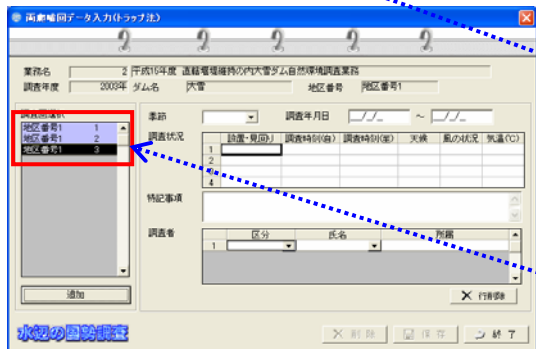 両爬哺 回データ入力(トラップ法)
業務名 2 平成15年度 直轄堰堤維持の内大雪ダム自然環境調査業務
調査年度 2003年 ダム名 大雪 地区番号 地区番号1
調査回選択
地区番号1 1
地区番号1 2
地区番号1 3
追加
季節 調査年月日 _/_/_ ~ _/_/_
調査状況 設置・見回り 調査時刻(自) 調査時刻(至) 天候 風の状況 気温(℃)
1
2
3
4
特記事項
調査者 区分 氏名 所属
1
行削除
水辺の国勢調査
削除 保存 終了